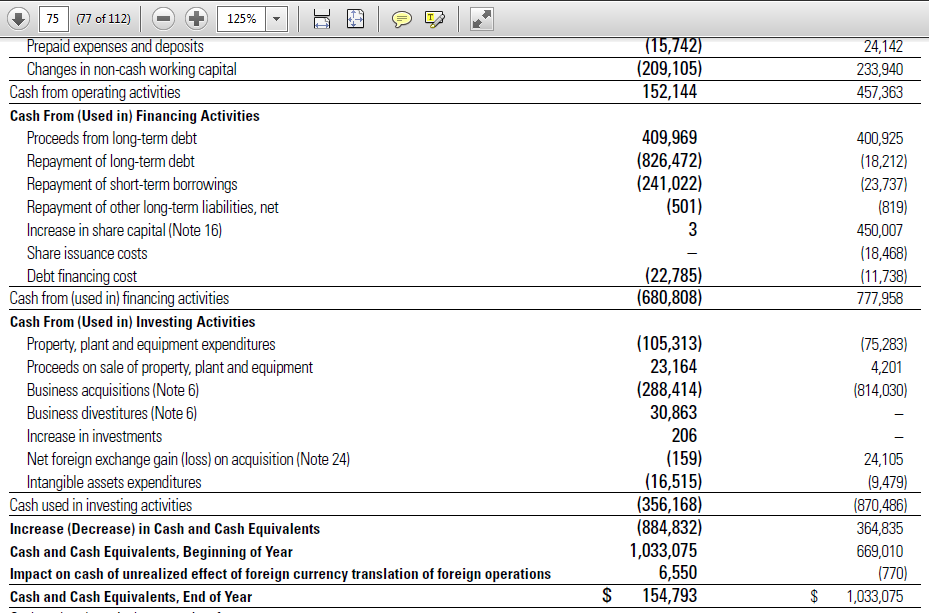 75 (77 of 112) 125%
Prepaid expenses and deposits (15,742) 24,142
Changes in non-cash working capital (209,105) 233,940
Cash from operating activities 152,144 457,363
Cash From (Used in) Financing Activities
Proceeds from long-term debt 409,969 400,925
Repayment of long-term debt (826,472) (18,212)
Repayment of short-term borrowings (241,022) (23,737)
Repayment of other long-term liabilities, net (501) (819)
Increase in share capital (Note 16) 3 450,007
Share issuance costs – (18,468)
Debt financing cost (22,785) (11,738)
Cash from (used in) financing activities (680,808) 777,958
Cash From (Used in) Investing Activities
Property, plant and equipment expenditures (105,313) (75,283)
Proceeds on sale of property, plant and equipment 23,164 4,201
Business acquisitions (Note 6) (288,414) (814,030)
Business divestitures (Note 6) 30,863 –
Increase in investments 206 –
Net foreign exchange gain (loss) on acquisition (Note 24) (159) 24,105
Intangible assets expenditures (16,515) (9,479)
Cash used in investing activities (356,168) (870,486)
Increase (Decrease) in Cash and Cash Equivalents (884,832) 364,835
Cash and Cash Equivalents, Beginning of Year 1,033,075 669,010
Impact on cash of unrealized effect of foreign currency translation of foreign operations 6,550 (770)
Cash and Cash Equivalents, End of Year $ 154,793 $ 1,033,075